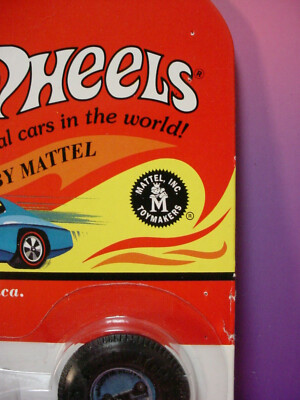 WHEELS®
al cars in the world!
BY MATTEL
MATTEL, INC.
M
TOYMAKERS
®
ca.